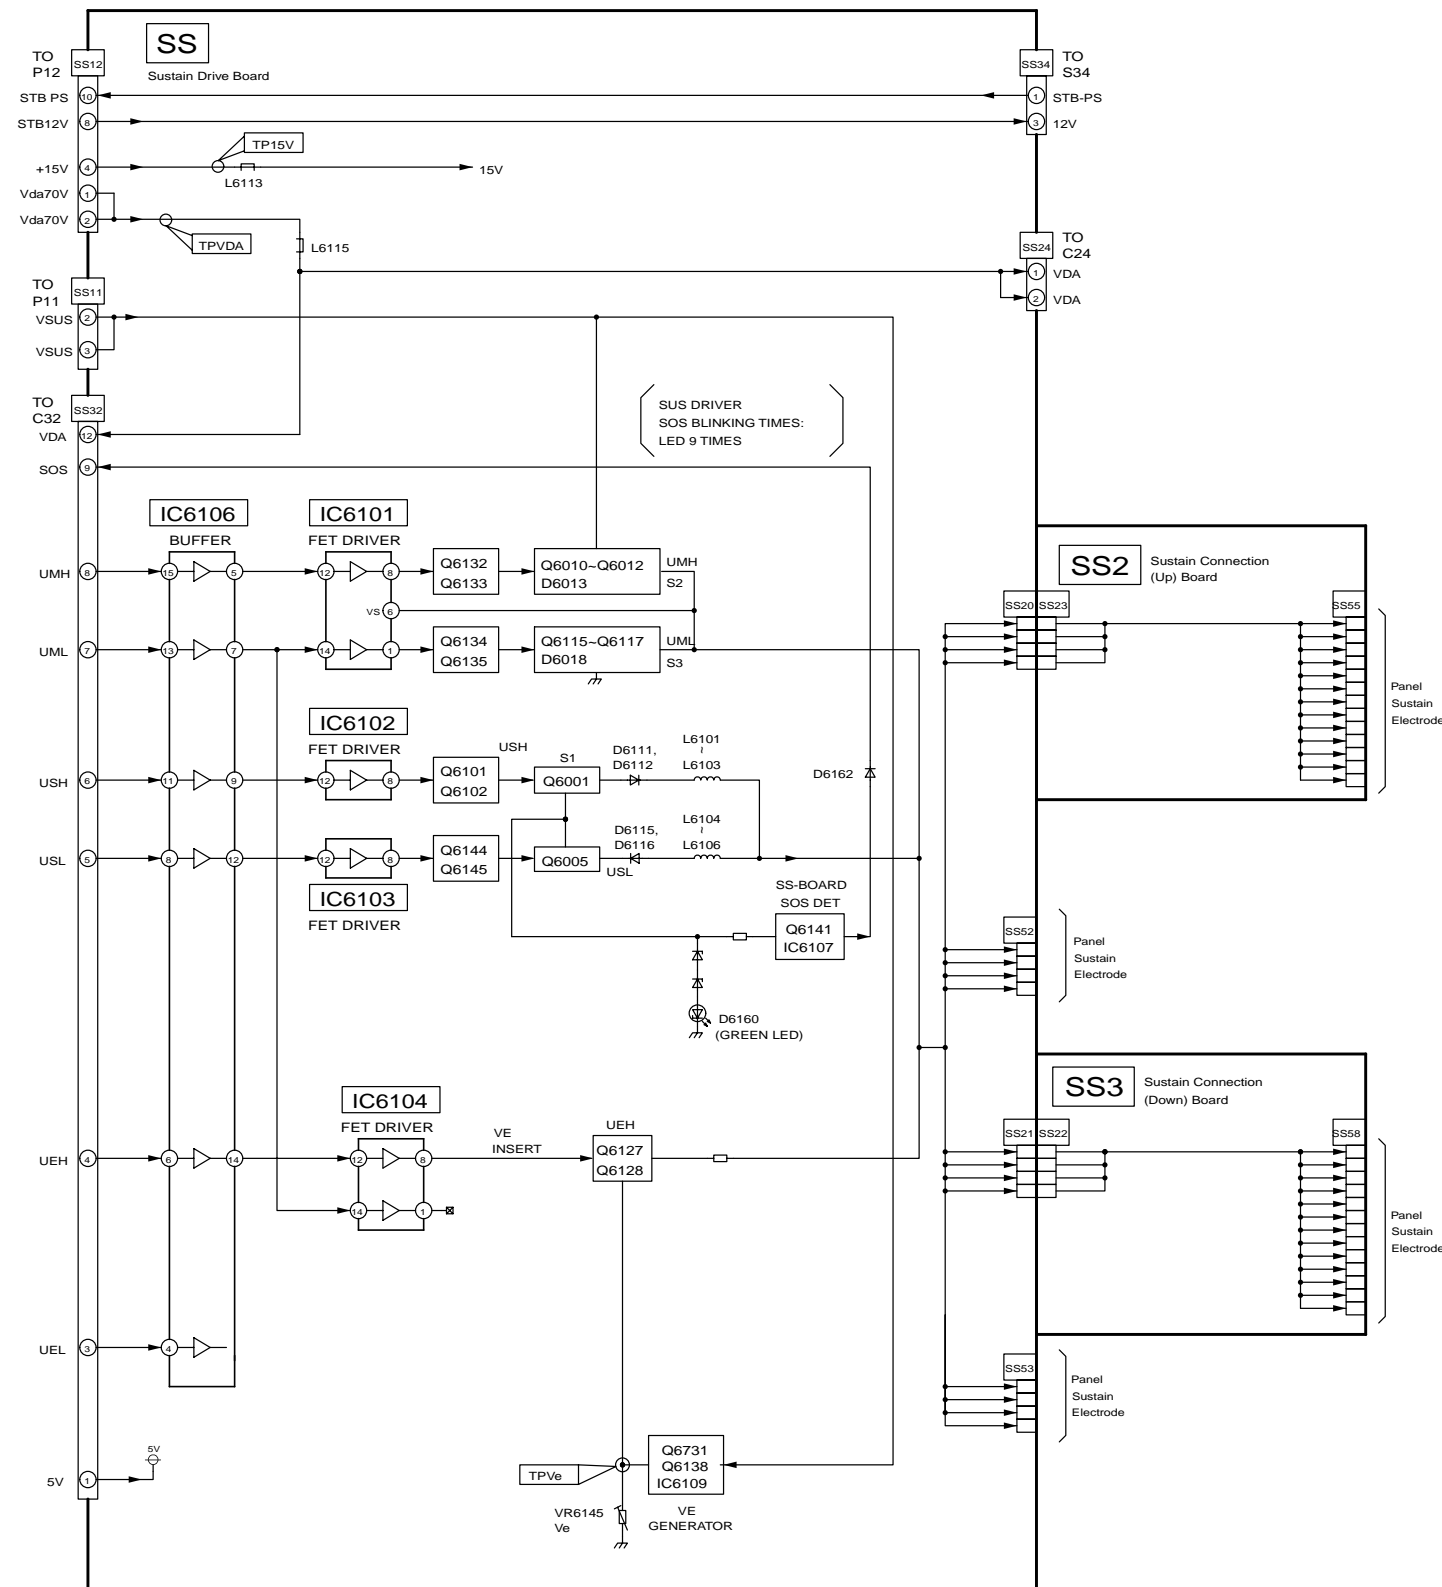 SS
Sustain Drive Board
TO
P12
SS12
STB PS
10
STB12V
8
+15V
4
Vda70V
1
Vda70V
2
TP15V
L6113
15V
TPVDA
L6115
TO
S34
SS34
1
STB-PS
3
12V
TO
C24
SS24
1
VDA
2
VDA
TO
P11
SS11
VSUS
2
VSUS
3
TO
C32
SS32
VDA
12
SOS
9
SUS DRIVER
SOS BLINKING TIMES:
LED 9 TIMES
IC6106
BUFFER
IC6101
FET DRIVER
UMH
8
15
5
12
8
Q6132
Q6133
Q6010~Q6012
D6013
UMH
S2
VS
6
UML
7
13
7
14
1
Q6134
Q6135
Q6115~Q6117
D6018
UML
S3
IC6102
FET DRIVER
USH
6
11
9
12
8
Q6101
Q6102
USH
S1
Q6001
D6111,
D6112
L6101
~
L6103
D6162
USL
5
8
12
12
8
IC6103
FET DRIVER
Q6144
Q6145
Q6005
D6115,
D6116
USL
L6104
~
L6106
SS-BOARD
SOS DET
Q6141
IC6107
D6160
(GREEN LED)
IC6104
FET DRIVER
UEH
4
6
14
12
8
14
1
VE
INSERT
UEH
Q6127
Q6128
UEL
3
4
5V
1
5V
TPVe
VR6145
Ve
Q6731
Q6138
IC6109
VE
GENERATOR
SS2
Sustain Connection
(Up) Board
SS20
SS23
SS55
Panel
Sustain
Electrode
SS52
Panel
Sustain
Electrode
SS3
Sustain Connection
(Down) Board
SS21
SS22
SS58
Panel
Sustain
Electrode
SS53
Panel
Sustain
Electrode